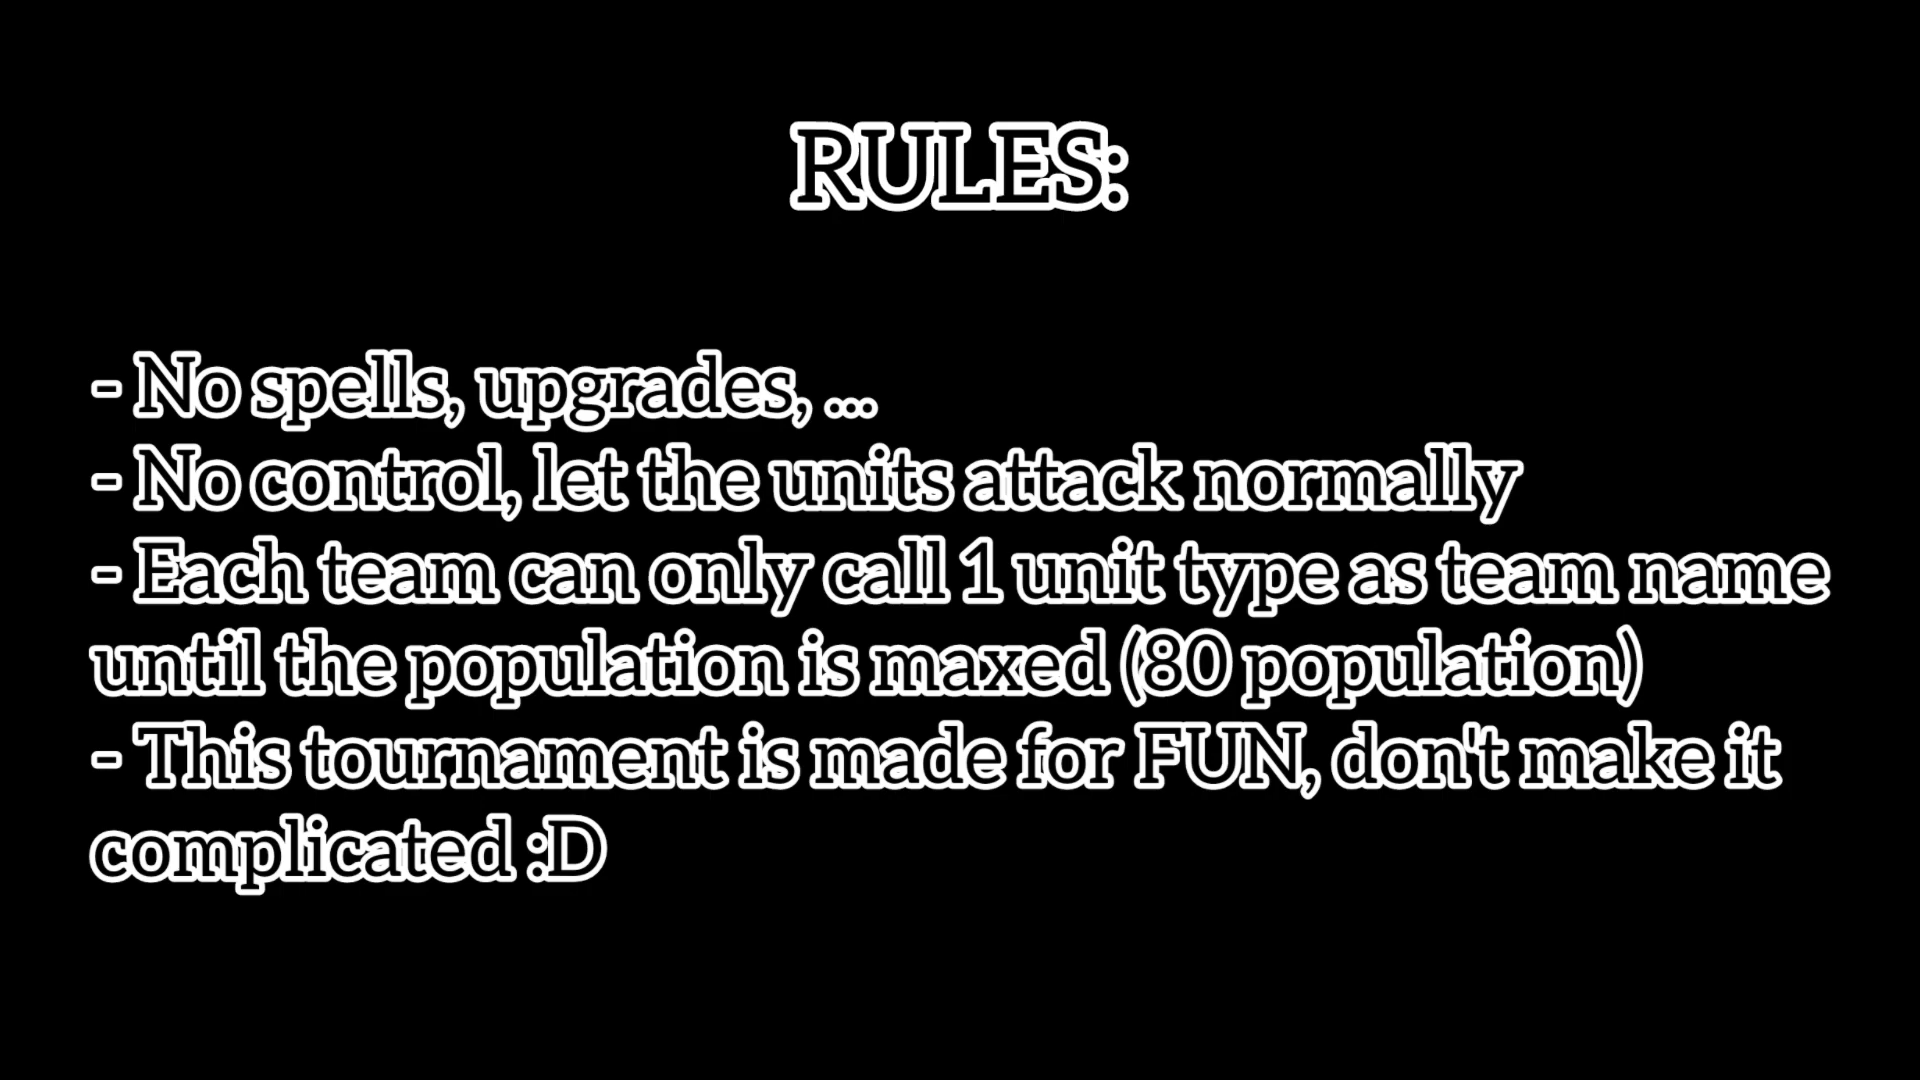 RULES:
- No spells, upgrades, ...
- No control, let the units attack normally
- Each team can only call 1 unit type as team name
until the population is maxed (80 population)
- This tournament is made for FUN, don't make it
complicated :D